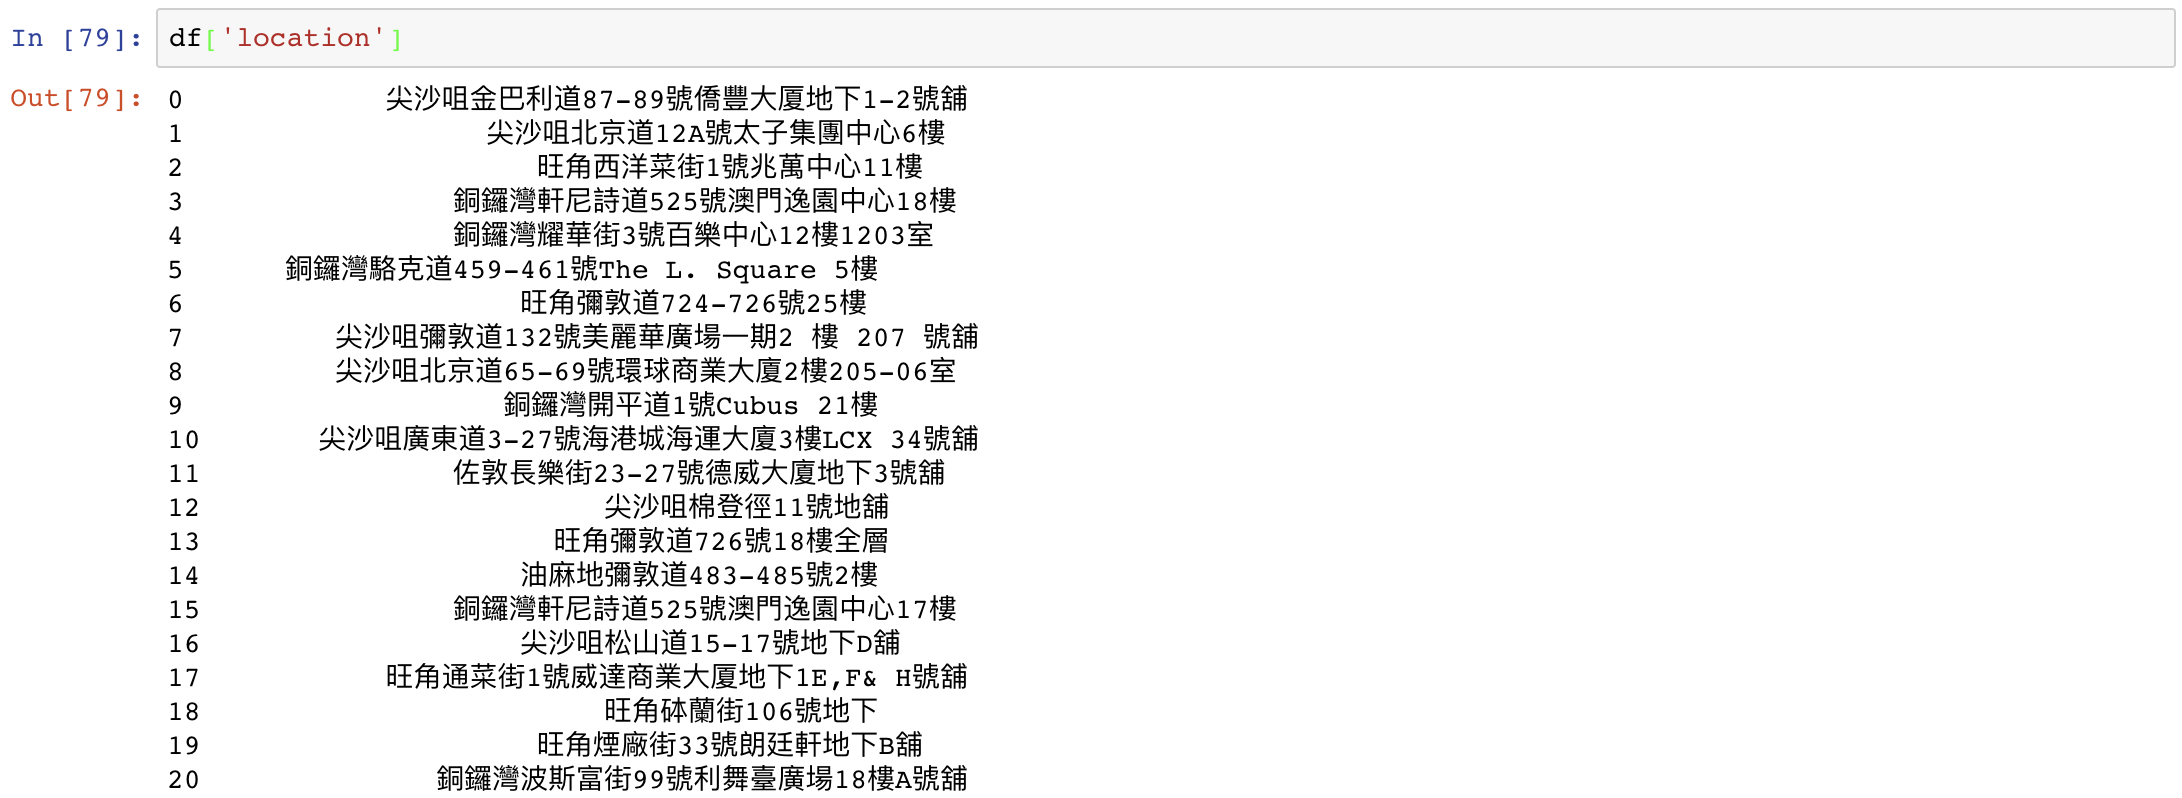 In [79]: df['location']
Out[79]:
0 尖沙咀金巴利道87-89號僑豐大厦地下1-2號舖
1 尖沙咀北京道12A號太子集團中心6樓
2 旺角西洋菜街1號兆萬中心11樓
3 銅鑼灣軒尼詩道525號澳門逸園中心18樓
4 銅鑼灣耀華街3號百樂中心12樓1203室
5 銅鑼灣駱克道459-461號The L. Square 5樓
6 旺角彌敦道724-726號25樓
7 尖沙咀彌敦道132號美麗華廣場一期2 樓 207 號舖
8 尖沙咀北京道65-69號環球商業大廈2樓205-06室
9 銅鑼灣開平道1號Cubus 21樓
10 尖沙咀廣東道3-27號海港城海運大廈3樓LCX 34號舖
11 佐敦長樂街23-27號德威大廈地下3號舖
12 尖沙咀棉登徑11號地舖
13 旺角彌敦道726號18樓全層
14 油麻地彌敦道483-485號2樓
15 銅鑼灣軒尼詩道525號澳門逸園中心17樓
16 尖沙咀松山道15-17號地下D舖
17 旺角通菜街1號威達商業大厦地下1E,F& H號舖
18 旺角砵蘭街106號地下
19 旺角煙廠街33號朗廷軒地下B舖
20 銅鑼灣波斯富街99號利舞臺廣場18樓A號舖